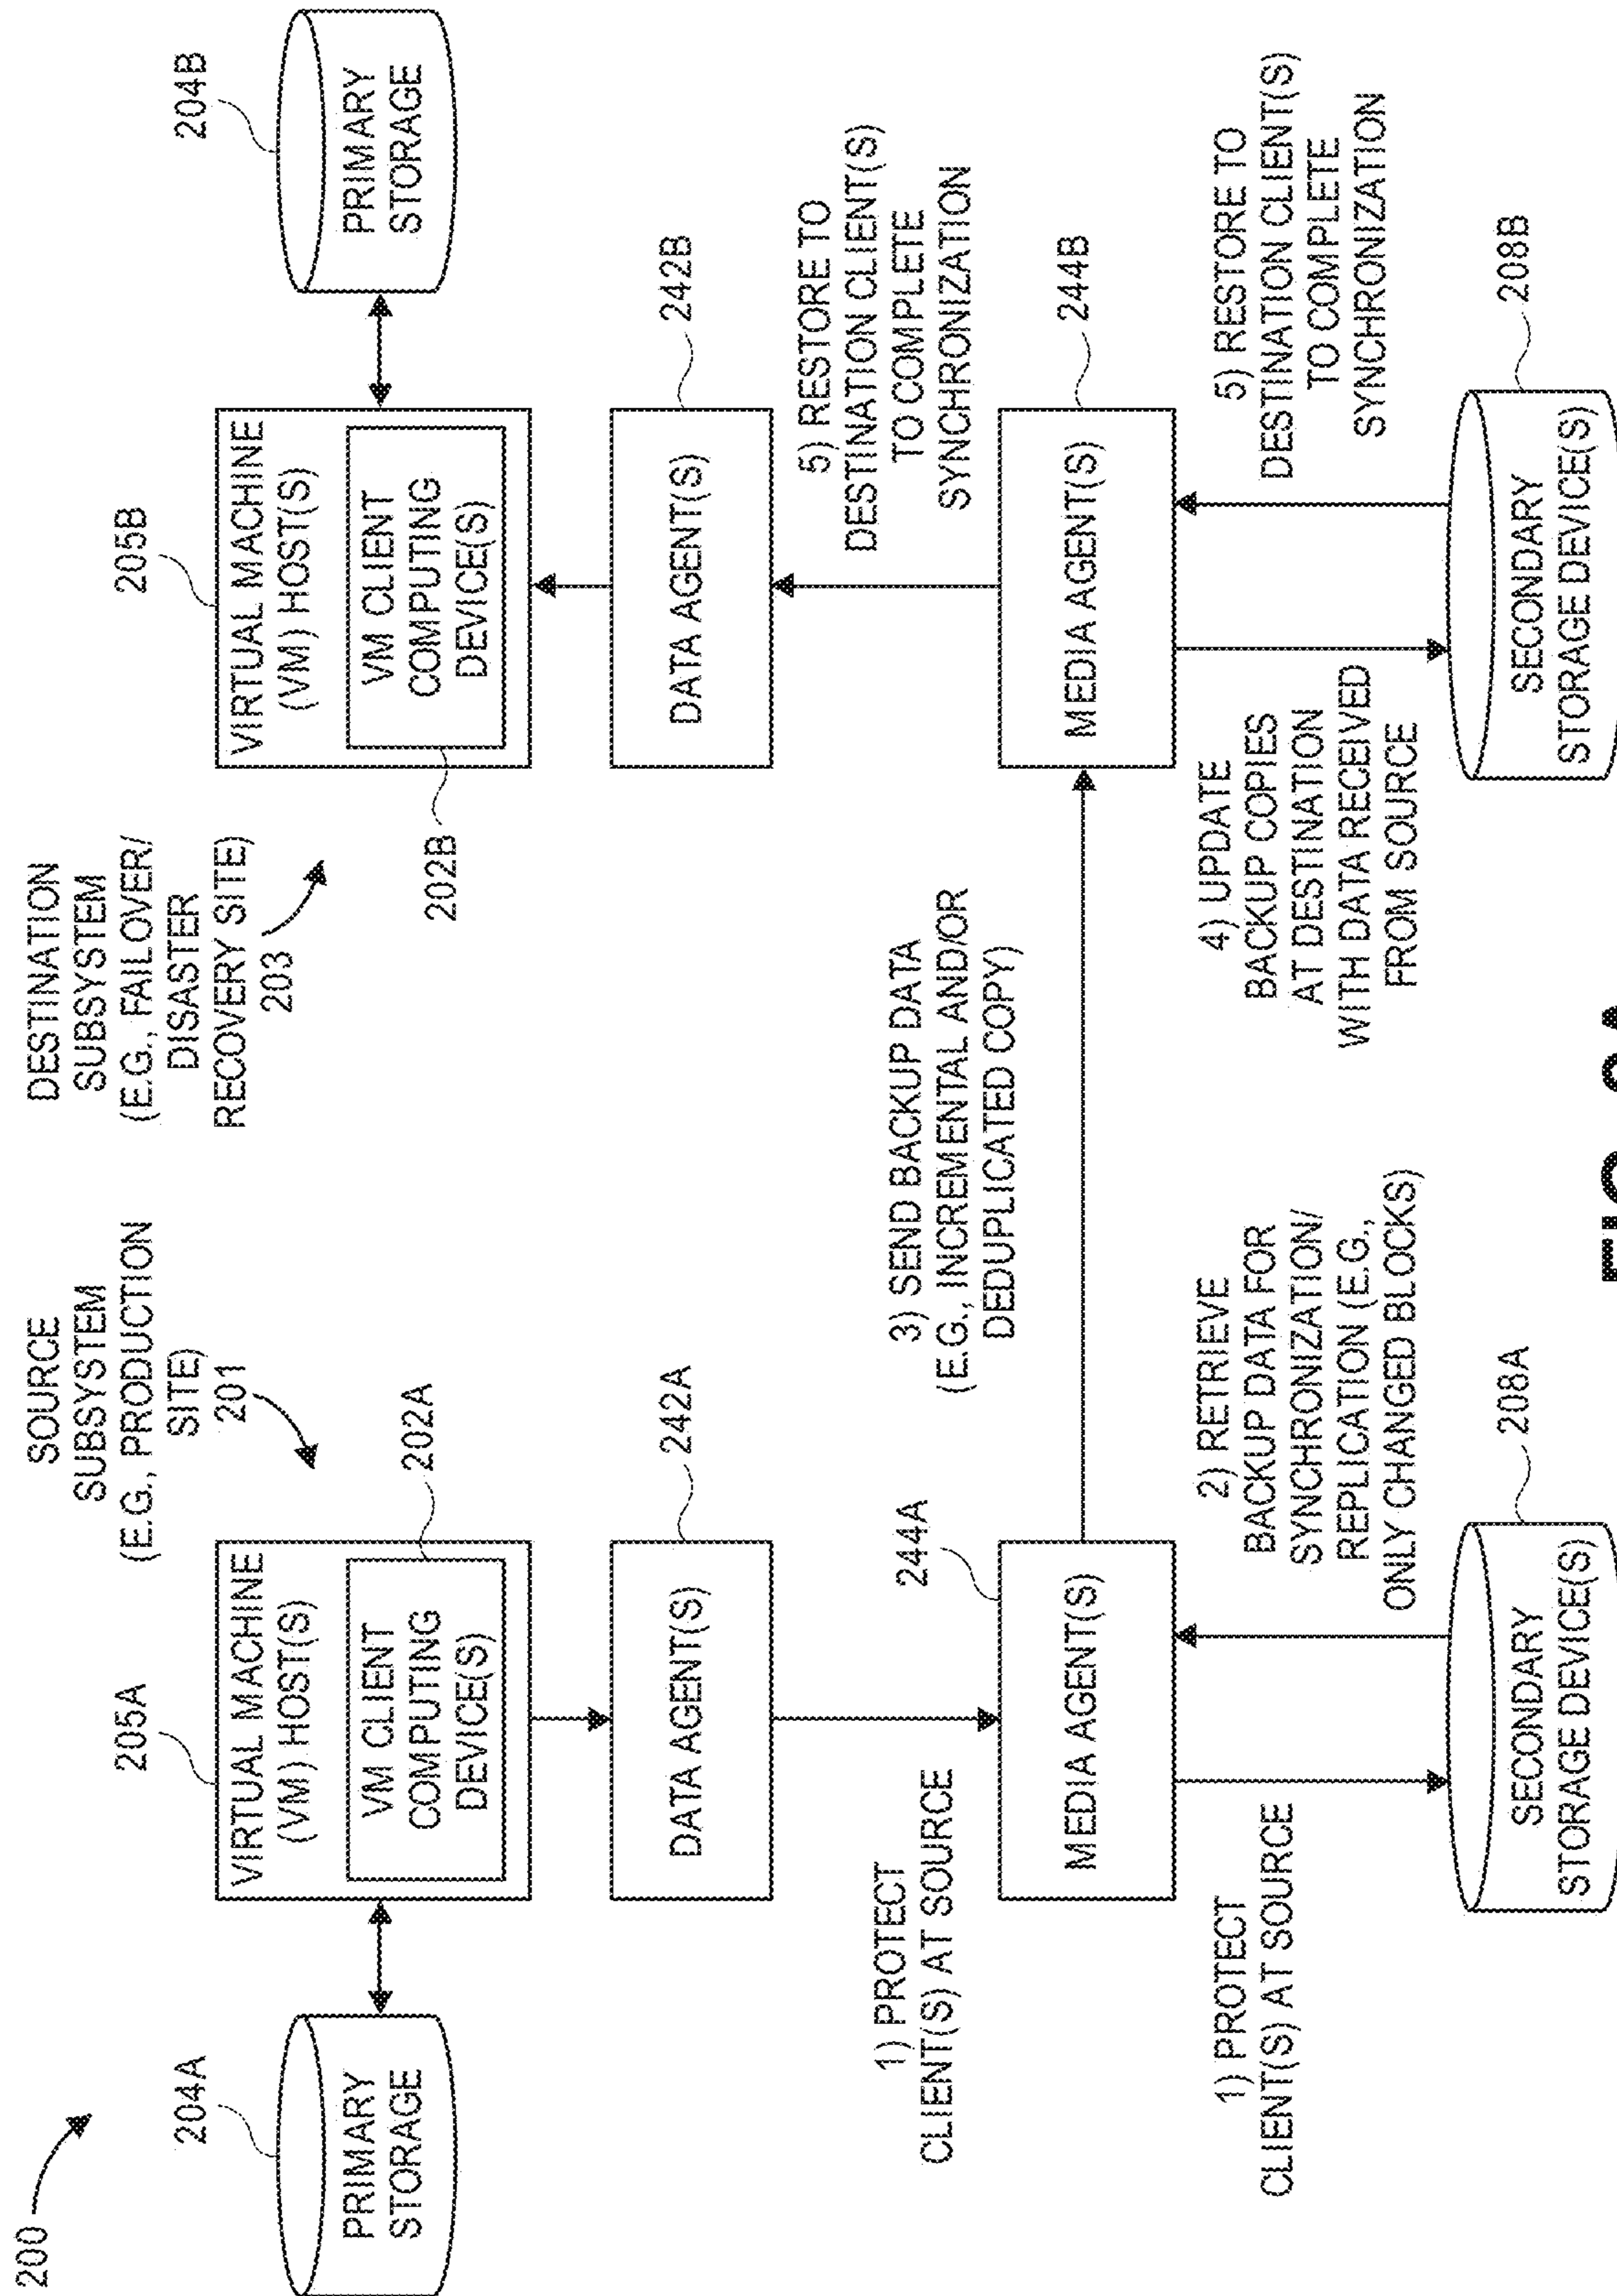 200
SOURCE
SUBSYSTEM
(E.G., PRODUCTION
SITE)
201
DESTINATION
SUBSYSTEM
(E.G., FAILOVER/
DISASTER
RECOVERY SITE)
203
204A
PRIMARY
STORAGE
205A
VIRTUAL MACHINE
(VM) HOST(S)
VM CLIENT
COMPUTING
DEVICE(S)
202A
202B
205B
VIRTUAL MACHINE
(VM) HOST(S)
VM CLIENT
COMPUTING
DEVICE(S)
204B
PRIMARY
STORAGE
DATA AGENT(S)
242A
DATA AGENT(S)
242B
1) PROTECT
CLIENT(S) AT SOURCE
244A
3) SEND BACKUP DATA
(E.G., INCREMENTAL AND/OR
DEDUPLICATED COPY)
5) RESTORE TO
DESTINATION CLIENT(S)
TO COMPLETE
SYNCHRONIZATION
MEDIA AGENT(S)
MEDIA AGENT(S)
244B
1) PROTECT
CLIENT(S) AT SOURCE
2) RETRIEVE
BACKUP DATA FOR
SYNCHRONIZATION/
REPLICATION (E.G.,
ONLY CHANGED BLOCKS)
4) UPDATE
BACKUP COPIES
AT DESTINATION
WITH DATA RECEIVED
FROM SOURCE
5) RESTORE TO
DESTINATION CLIENT(S)
TO COMPLETE
SYNCHRONIZATION
SECONDARY
STORAGE DEVICE(S)
208A
SECONDARY
STORAGE DEVICE(S)
208B